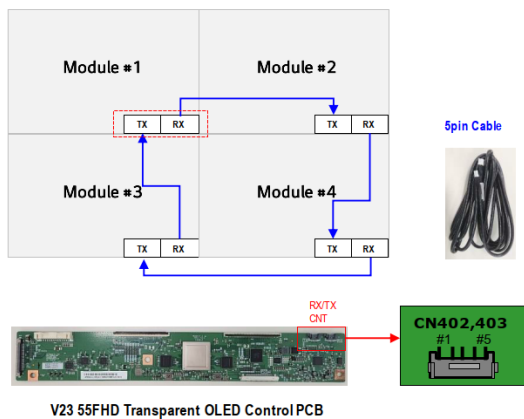 Module #1
Module #2
TX RX
TX RX
5pin Cable
Module #3
Module #4
TX RX
TX RX
RX/TX
CNT
CN402,403
#1 #5
V23 55FHD Transparent OLED Control PCB